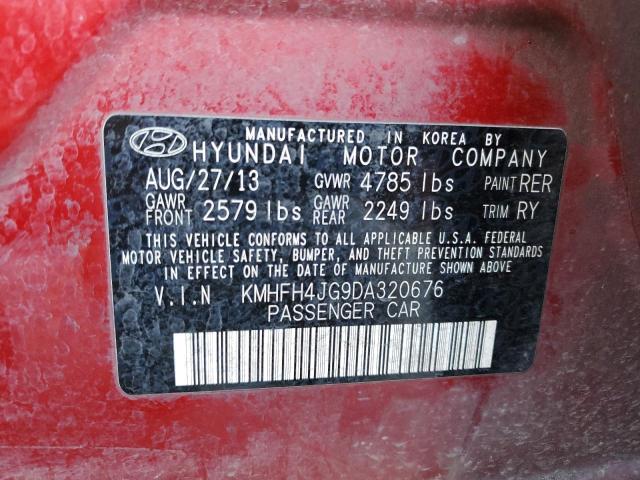 MANUFACTURED IN KOREA BY
HYUNDAI MOTOR COMPANY
AUG/27/13 GVWR 4785 lbs PAINT RER
GAWR FRONT 2579 lbs GAWR REAR 2249 lbs TRIM RY
THIS VEHICLE CONFORMS TO ALL APPLICABLE U.S.A. FEDERAL
MOTOR VEHICLE SAFETY, BUMPER, AND THEFT PREVENTION STANDARDS
IN EFFECT ON THE DATE OF MANUFACTURE SHOWN ABOVE
V.I.N KMHFH4JG9DA320676
PASSENGER CAR